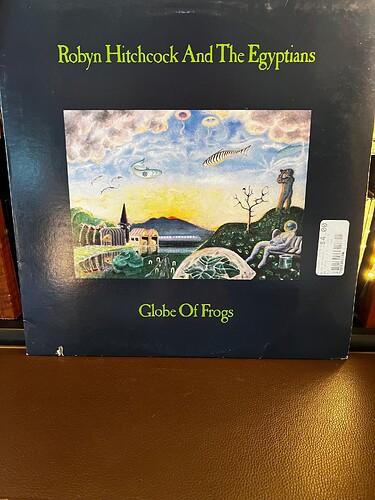 Robyn Hitchcock And The Egyptians
Globe Of Frogs